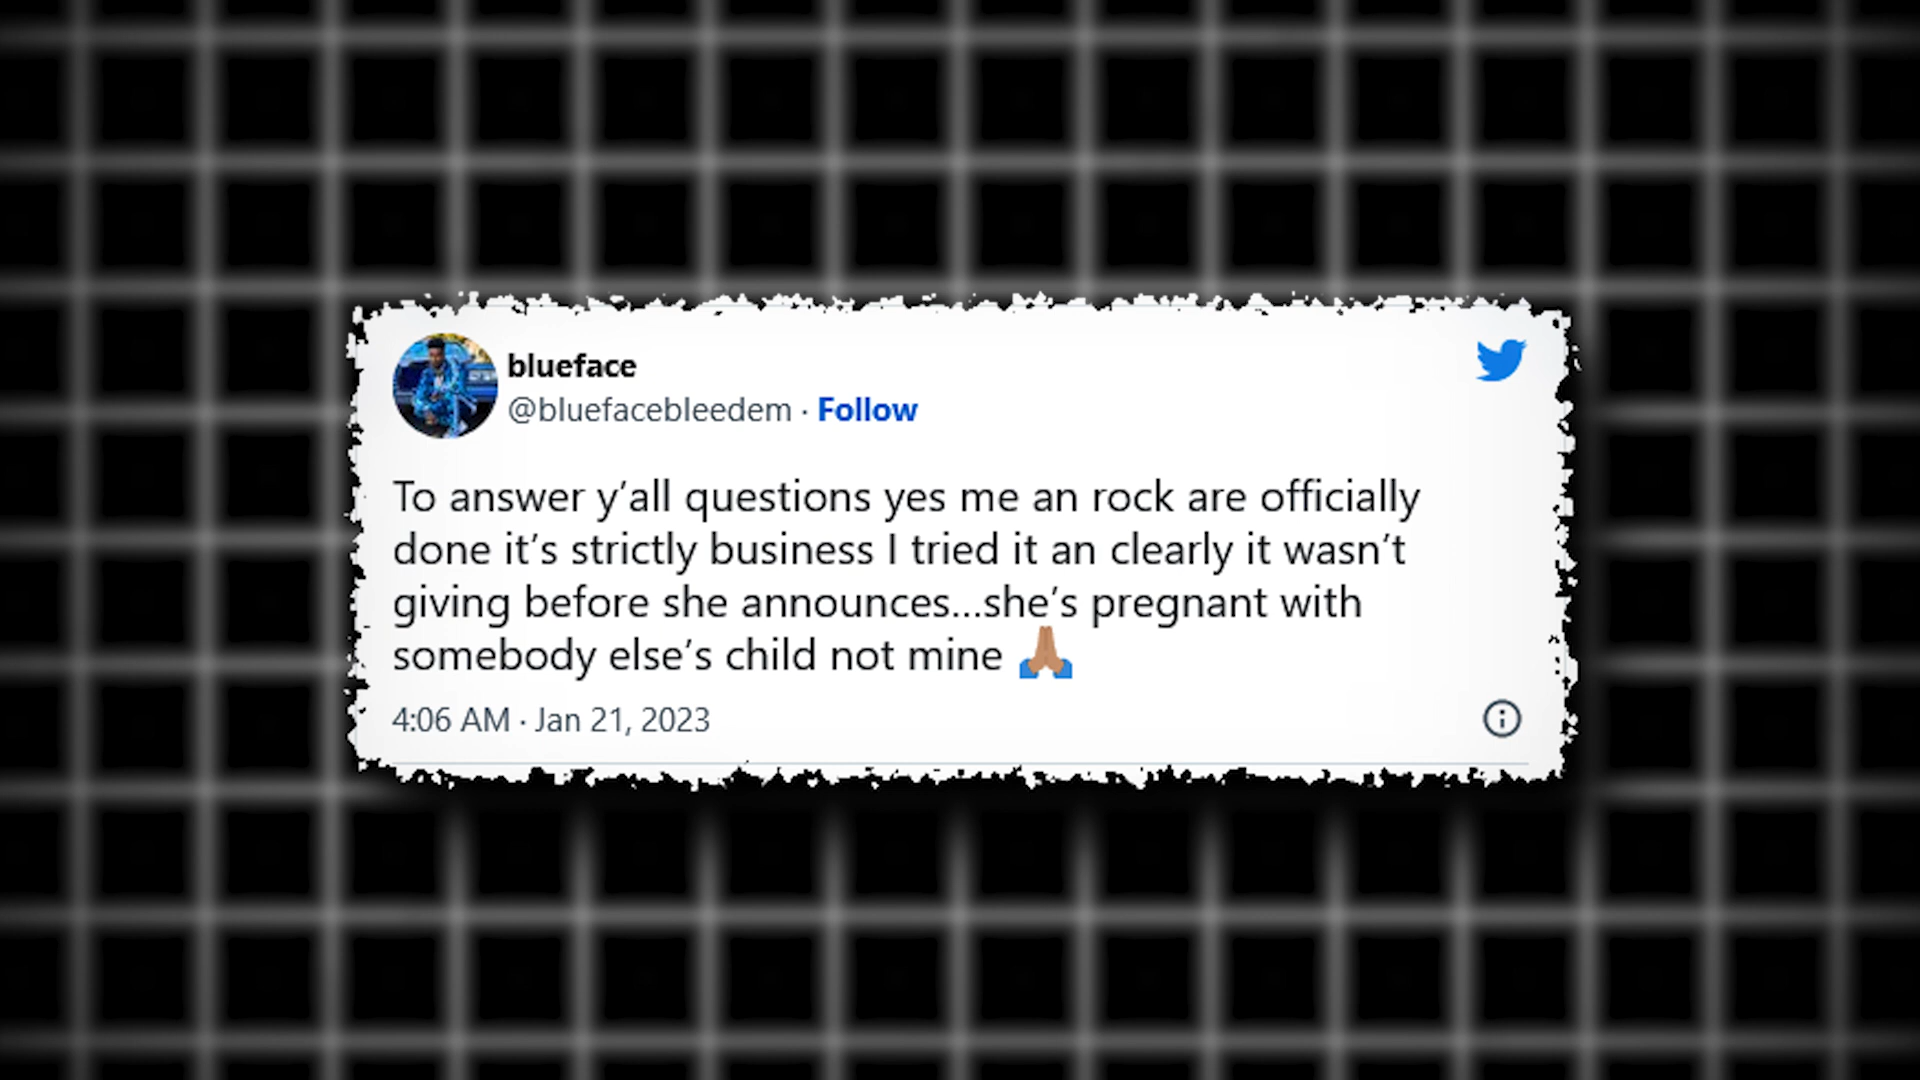 blueface
@bluefacebleedem · Follow
To answer y’all questions yes me an rock are officially
done it’s strictly business I tried it an clearly it wasn’t
giving before she announces...she’s pregnant with
somebody else’s child not mine 🙏🏽
4:06 AM · Jan 21, 2023